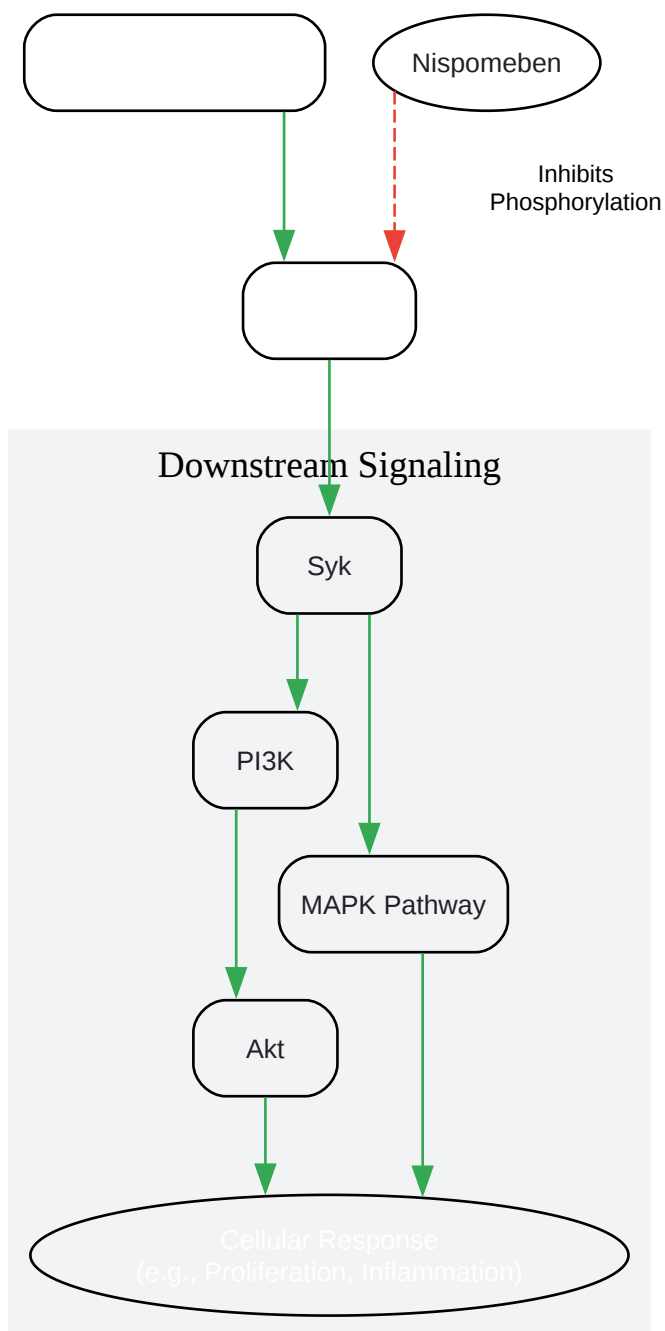 Nispomeben
Inhibits
Phosphorylation
Downstream Signaling
Syk
PI3K
MAPK Pathway
Akt
Cellular Response
(e.g., Proliferation, Inflammation)